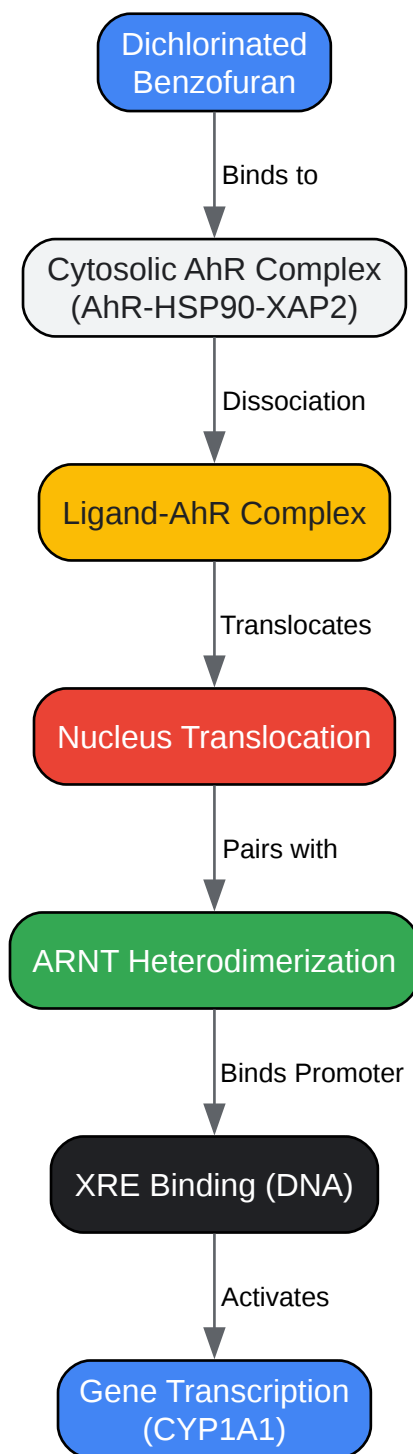 Dichlorinated
Benzofuran
Binds to
Cytosolic AhR Complex
(AhR-HSP90-XAP2)
Dissociation
Ligand-AhR Complex
Translocates
Nucleus Translocation
Pairs with
ARNT Heterodimerization
Binds Promoter
XRE Binding (DNA)
Activates
Gene Transcription
(CYP1A1)